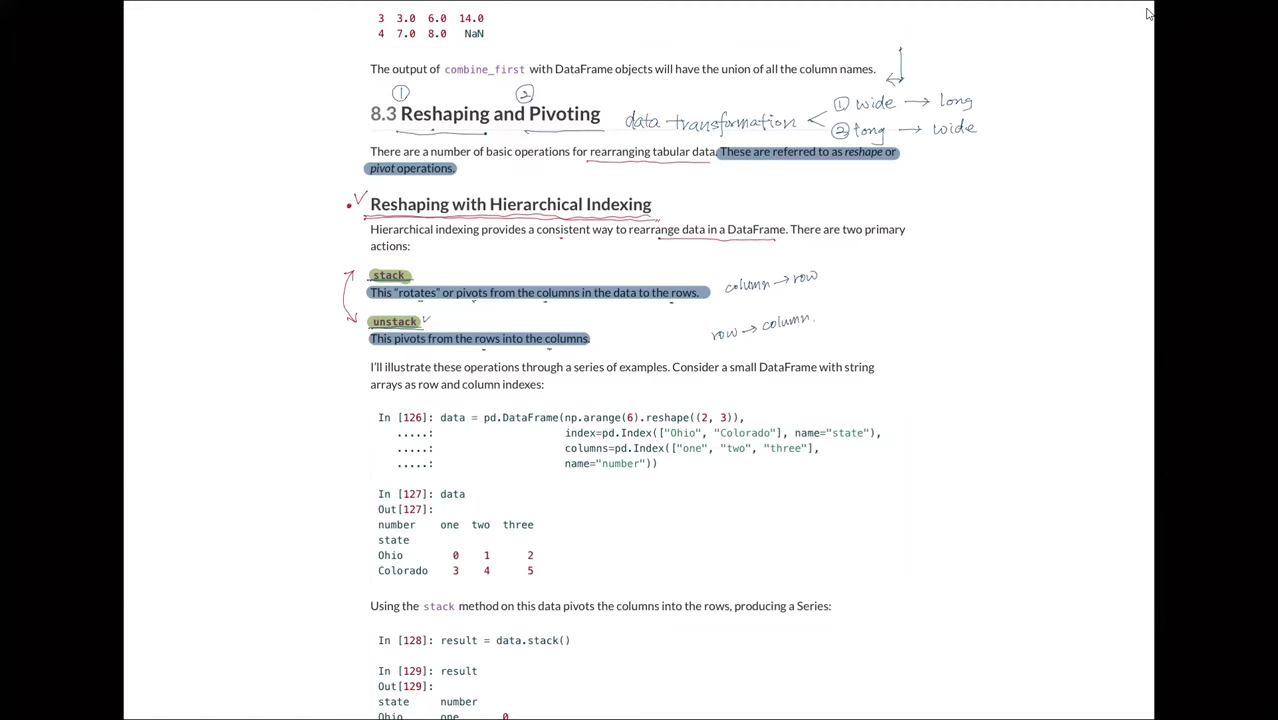 3 3.0 6.0 14.0
4 7.0 8.0 NaN
The output of combine_first with DataFrame objects will have the union of all the column names.
① ②
8.3 Reshaping and Pivoting
data transformation < ① wide → long
② long → wide
There are a number of basic operations for rearranging tabular data. These are referred to as reshape or
pivot operations.
Reshaping with Hierarchical Indexing
Hierarchical indexing provides a consistent way to rearrange data in a DataFrame. There are two primary
actions:
stack
This “rotates” or pivots from the columns in the data to the rows. column → row
unstack
This pivots from the rows into the columns. row → column.
I’ll illustrate these operations through a series of examples. Consider a small DataFrame with string
arrays as row and column indexes:
In [126]: data = pd.DataFrame(np.arange(6).reshape((2, 3)),
.....: index=pd.Index(["Ohio", "Colorado"], name="state"),
.....: columns=pd.Index(["one", "two", "three"],
.....: name="number"))
In [127]: data
Out[127]:
number one two three
state
Ohio 0 1 2
Colorado 3 4 5
Using the stack method on this data pivots the columns into the rows, producing a Series:
In [128]: result = data.stack()
In [129]: result
Out[129]:
state number
Ohio one 0